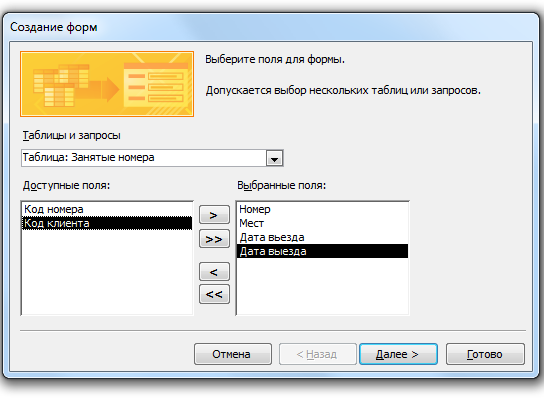 Создание форм
Выберите поля для формы.
Допускается выбор нескольких таблиц или запросов.
Таблицы и запросы
Таблица: Занятые номера
Доступные поля:
Выбранные поля:
Код номера
Код клиента
>
>>
<
<<
Номер
Мест
Дата вьезда
Дата выезда
Отмена
< Назад
Далее >
Готово